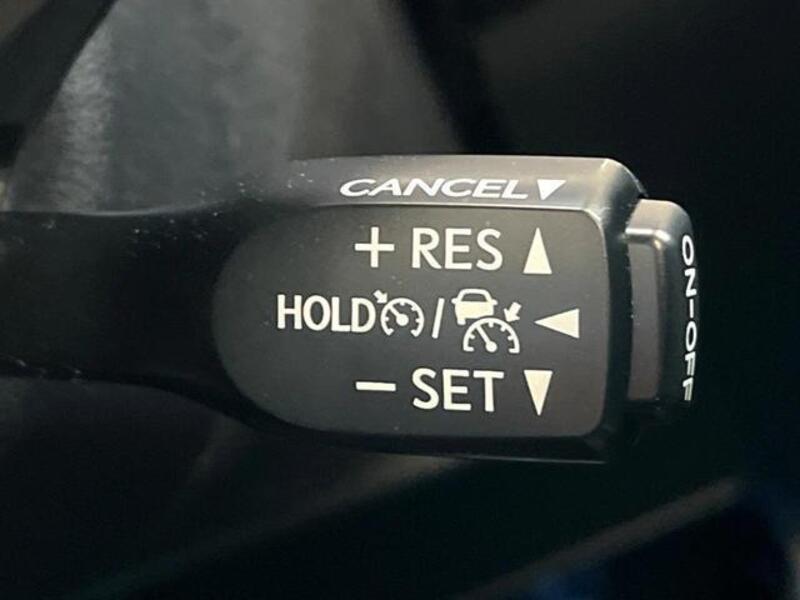 CANCEL▼
+ RES ▲
HOLD / ◀
− SET ▼
ON-OFF